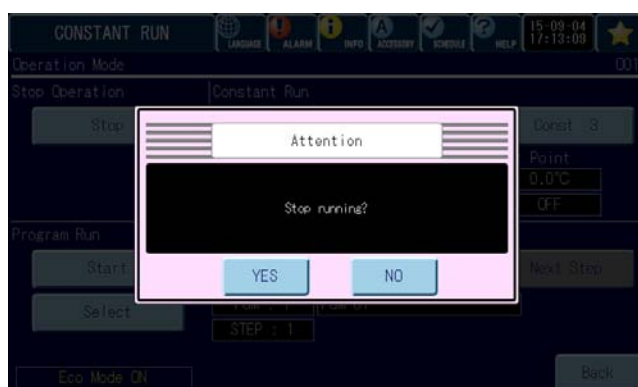 CONSTANT RUN
LANGUAGE ALARM INFO ACCESSORY SCHEDULE HELP
15-09-04
17:13:09
Operation Mode 001
Stop Operation Constant Run
Stop Const 3
Attention
Point
0.0°C
Stop running?
OFF
Program Run
Start YES NO Next Step
Select
STEP : 1
Eco Mode ON Back